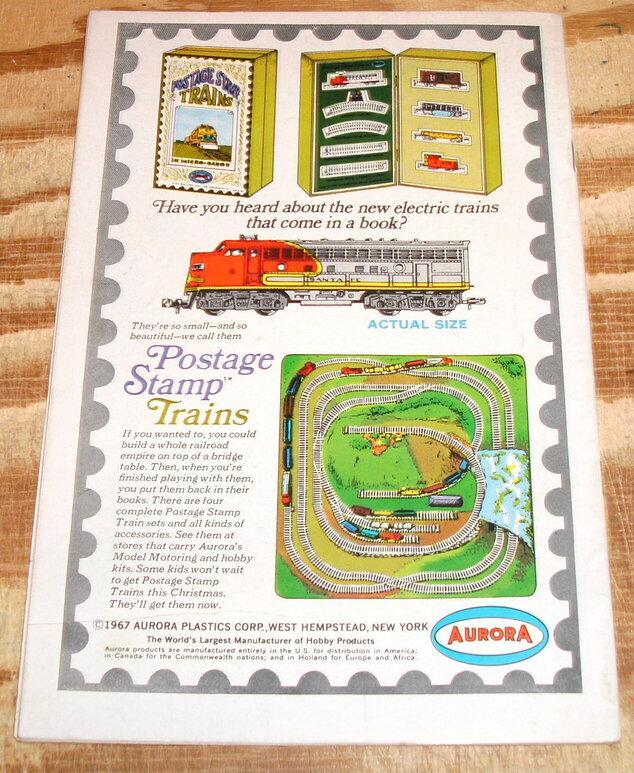 POSTAGE STAMP
TRAINS
IN MICRO-GAUGE
Have you heard about the new electric trains
that come in a book?
SANTA FE
ACTUAL SIZE
They're so small—and so
beautiful—we call them
Postage
Stamp™
Trains
If you wanted to, you could
build a whole railroad
empire on top of a bridge
table. Then, when you're
finished playing with them,
you put them back in their
books. There are four
complete Postage Stamp
Train sets and all kinds of
accessories. See them at
stores that carry Aurora's
Model Motoring and hobby
kits. Some kids won't wait
to get Postage Stamp
Trains this Christmas.
They'll get them now.
©1967 AURORA PLASTICS CORP., WEST HEMPSTEAD, NEW YORK
The World's Largest Manufacturer of Hobby Products
Aurora products are manufactured entirely in the U.S. for distribution in America;
in Canada for the Commonwealth nations; and in Holland for Europe and Africa.
AURORA